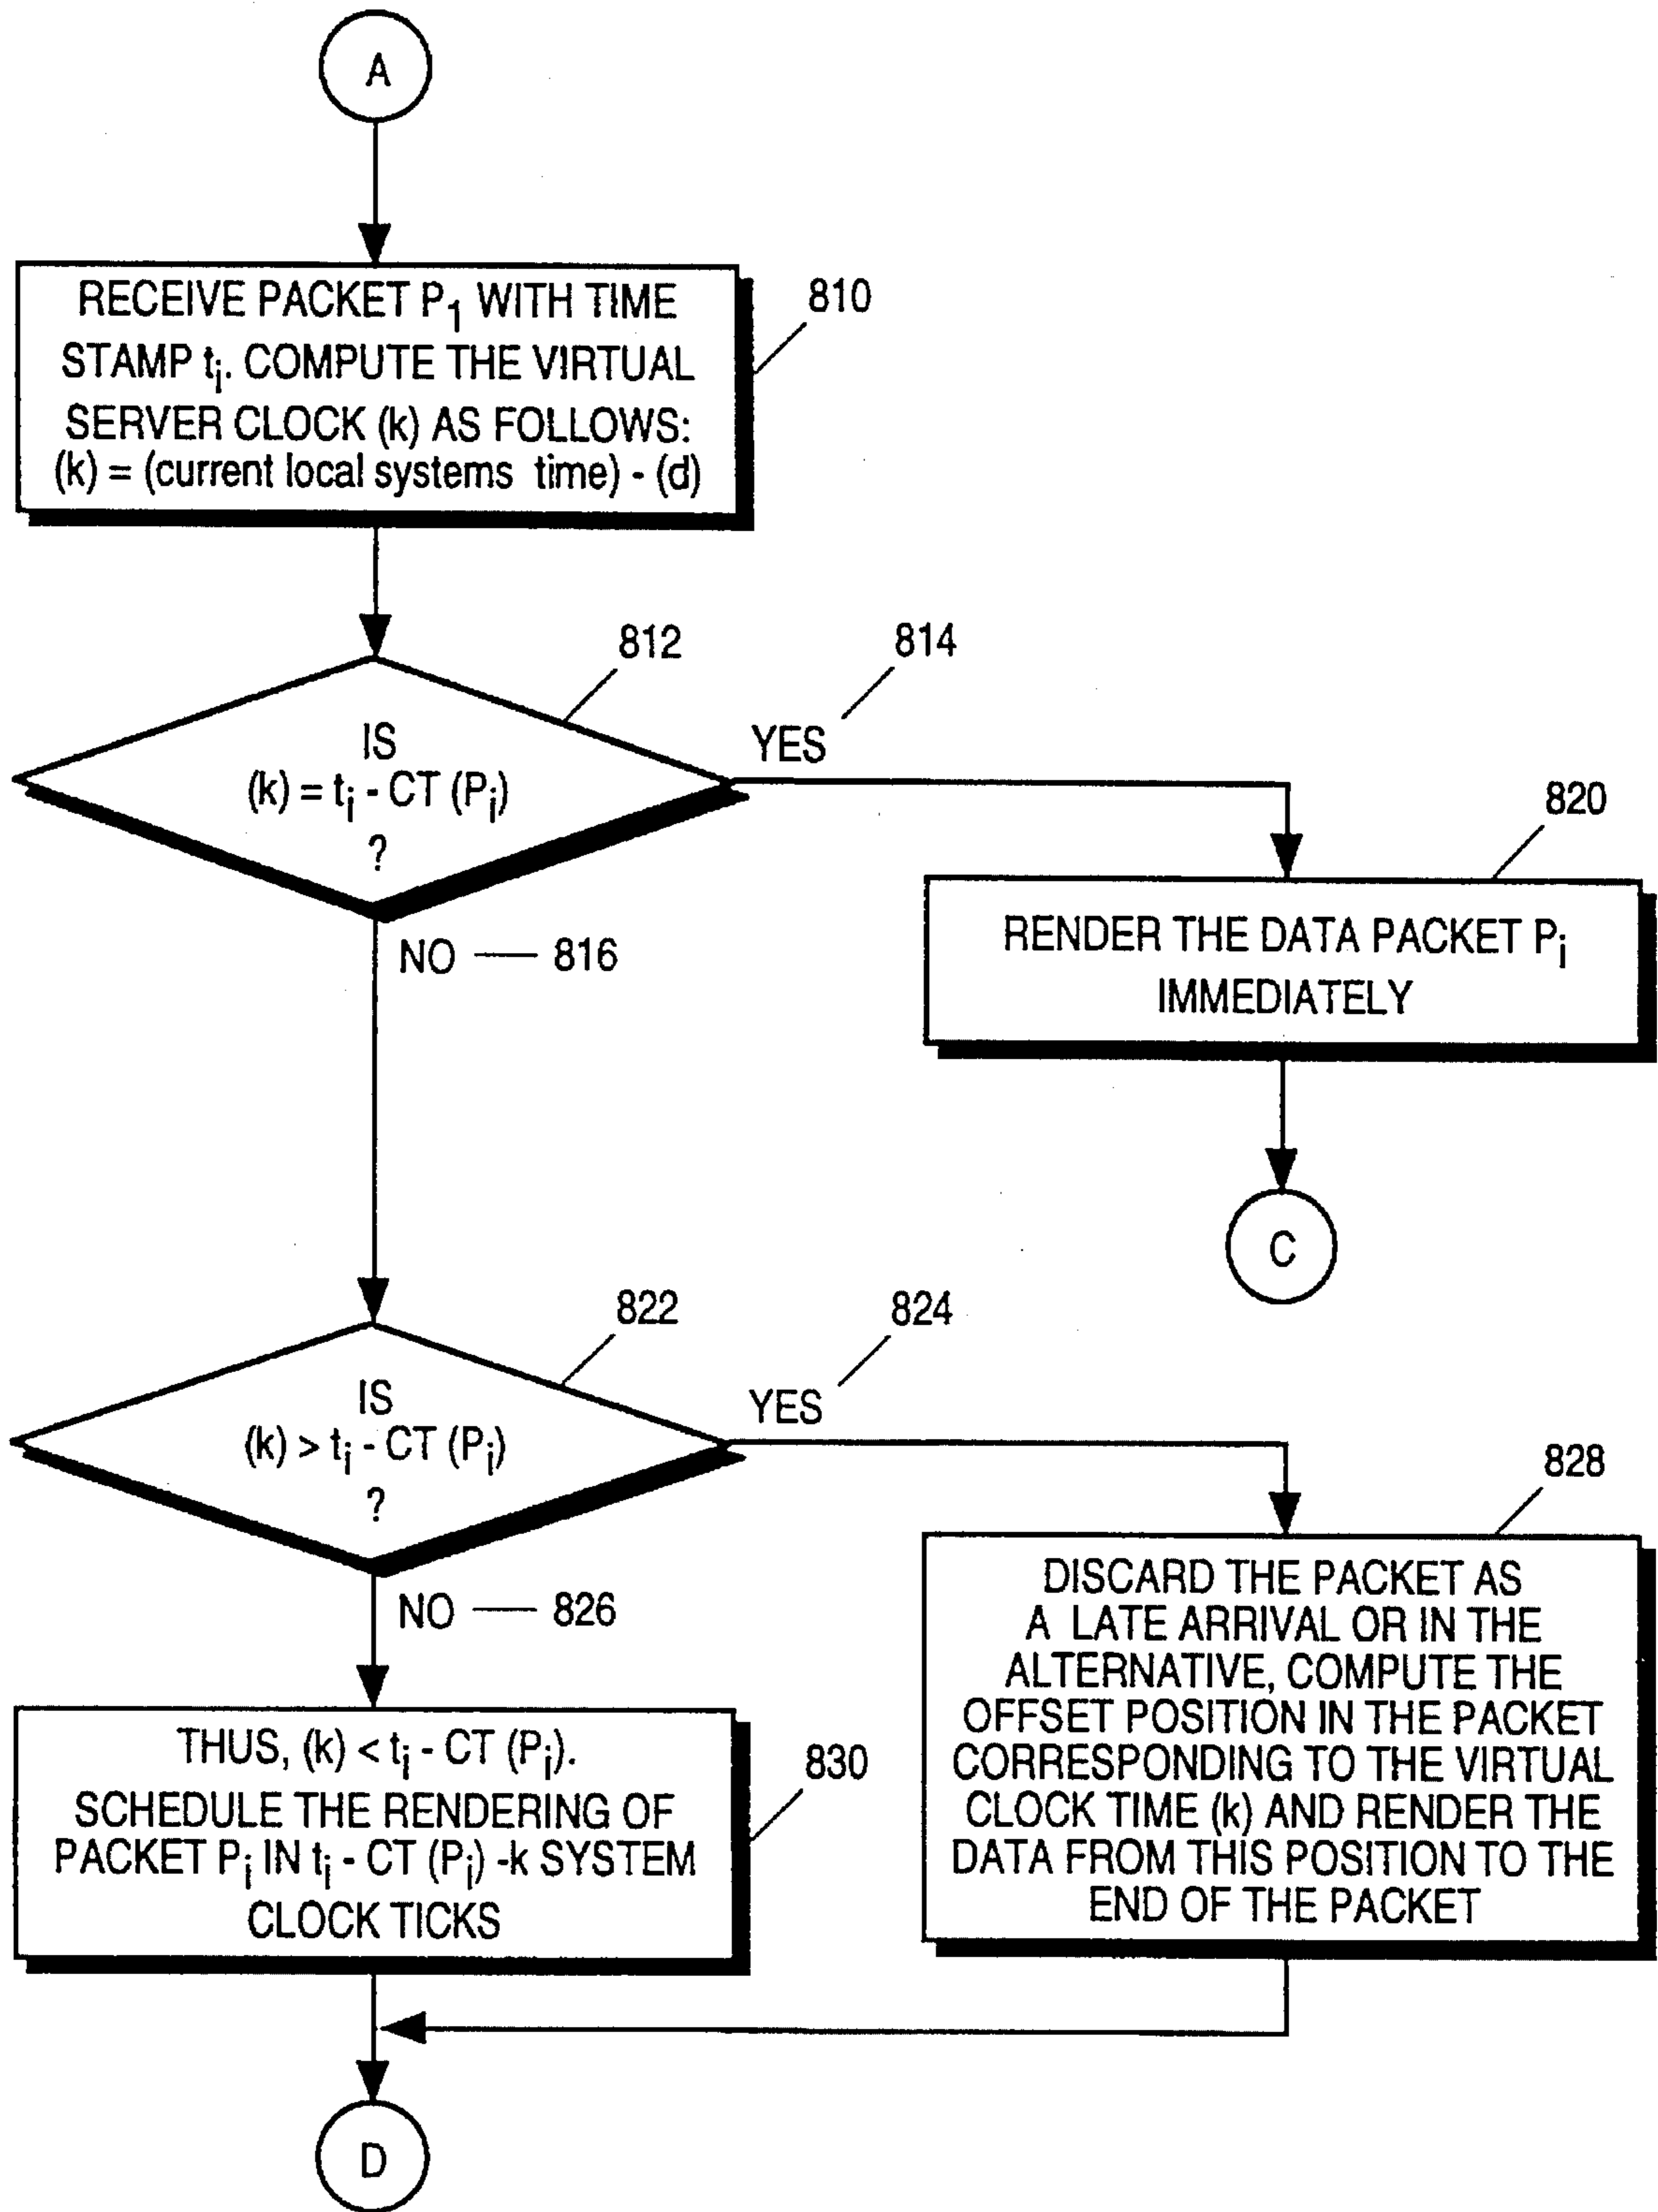 A
RECEIVE PACKET P1 WITH TIME
STAMP ti. COMPUTE THE VIRTUAL
SERVER CLOCK (k) AS FOLLOWS:
(k) = (current local systems time) - (d)
810
812
814
IS
(k) = ti - CT (Pi)
?
YES
NO
816
820
RENDER THE DATA PACKET Pi
IMMEDIATELY
C
822
824
IS
(k) > ti - CT (Pi)
?
YES
NO
826
828
DISCARD THE PACKET AS
A LATE ARRIVAL OR IN THE
ALTERNATIVE, COMPUTE THE
OFFSET POSITION IN THE PACKET
CORRESPONDING TO THE VIRTUAL
CLOCK TIME (k) AND RENDER THE
DATA FROM THIS POSITION TO THE
END OF THE PACKET
THUS, (k) < ti - CT (Pi).
SCHEDULE THE RENDERING OF
PACKET Pi IN ti - CT (Pi) -k SYSTEM
CLOCK TICKS
830
D